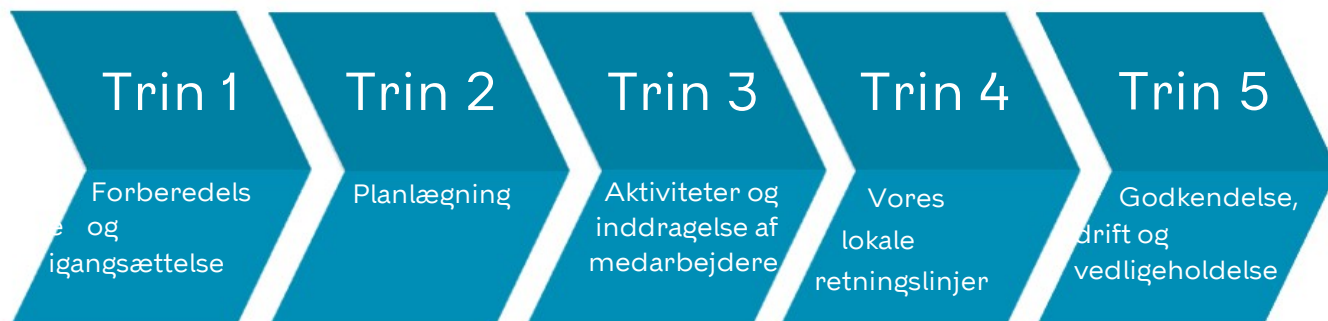 Trin 1
Forberedels
e og
igangsættelse
Trin 2
Planlægning
Trin 3
Aktiviteter og
inddragelse af
medarbejdere
Trin 4
Vores
lokale
retningslinjer
Trin 5
Godkendelse,
drift og
vedligeholdelse